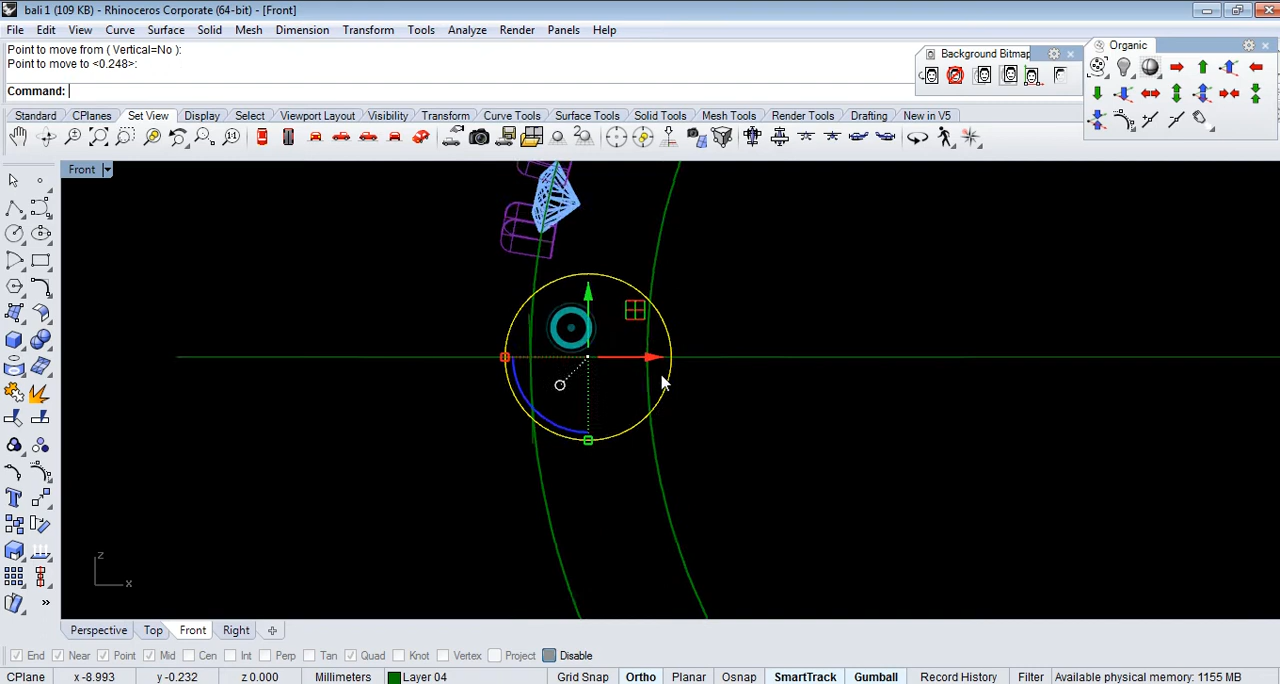 bali 1 (109 KB) - Rhinoceros Corporate (64-bit) - [Front]
File Edit View Curve Surface Solid Mesh Dimension Transform Tools Analyze Render Panels Help
Point to move from ( Vertical=No ):
Point to move to <0.248>:
Command:
Background Bitmap
Organic
Standard CPlanes Set View Display Select Viewport Layout Visibility Transform Curve Tools Surface Tools Solid Tools Mesh Tools Render Tools Drafting New in V5
Front
z
x
Perspective Top Front Right
End Near Point Mid Cen Int Perp Tan Quad Knot Vertex Project Disable
CPlane x -8.993 y -0.232 z 0.000 Millimeters Layer 04 Grid Snap Ortho Planar Osnap SmartTrack Gumball Record History Filter Available physical memory: 1155 MB